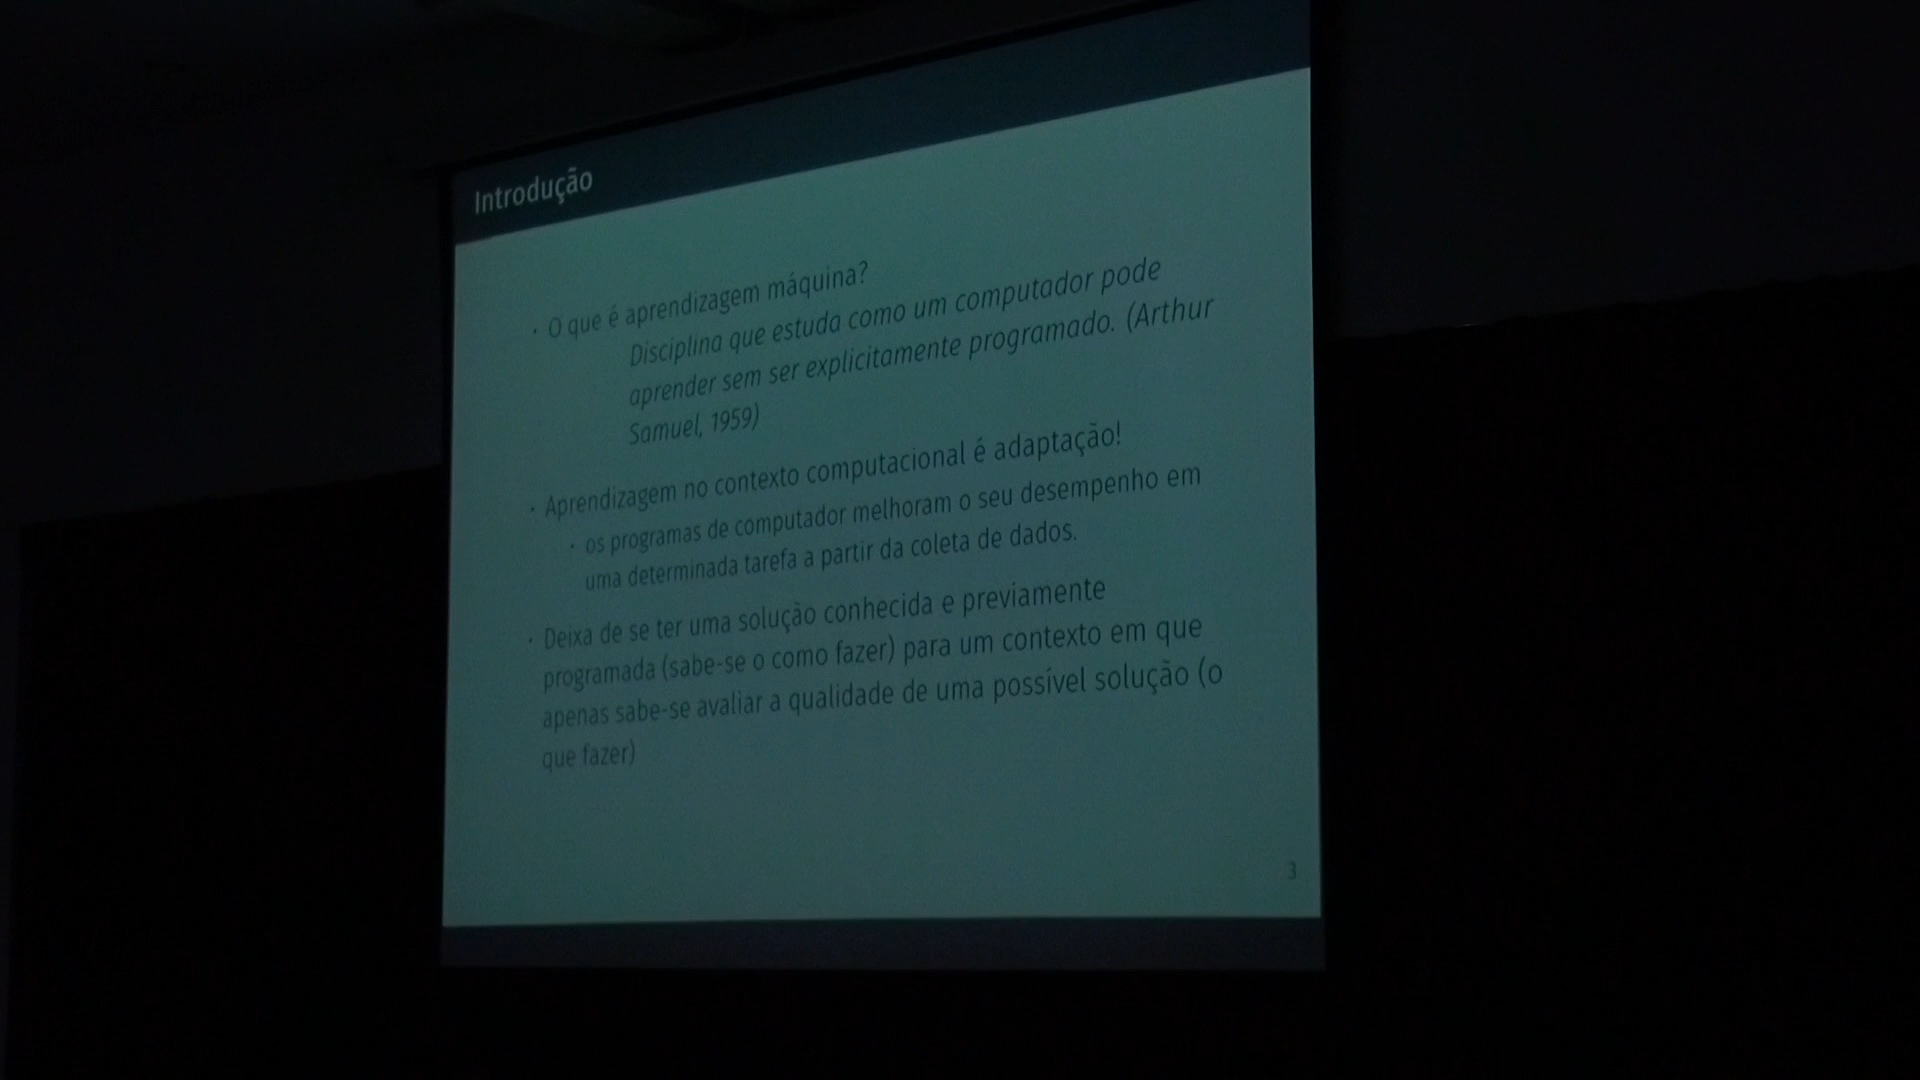 Introdução
· O que é aprendizagem máquina?
Disciplina que estuda como um computador pode
aprender sem ser explicitamente programado. (Arthur
Samuel, 1959)
· Aprendizagem no contexto computacional é adaptação!
· os programas de computador melhoram o seu desempenho em
uma determinada tarefa a partir da coleta de dados.
· Deixa de se ter uma solução conhecida e previamente
programada (sabe-se o como fazer) para um contexto em que
apenas sabe-se avaliar a qualidade de uma possível solução (o
que fazer)
3